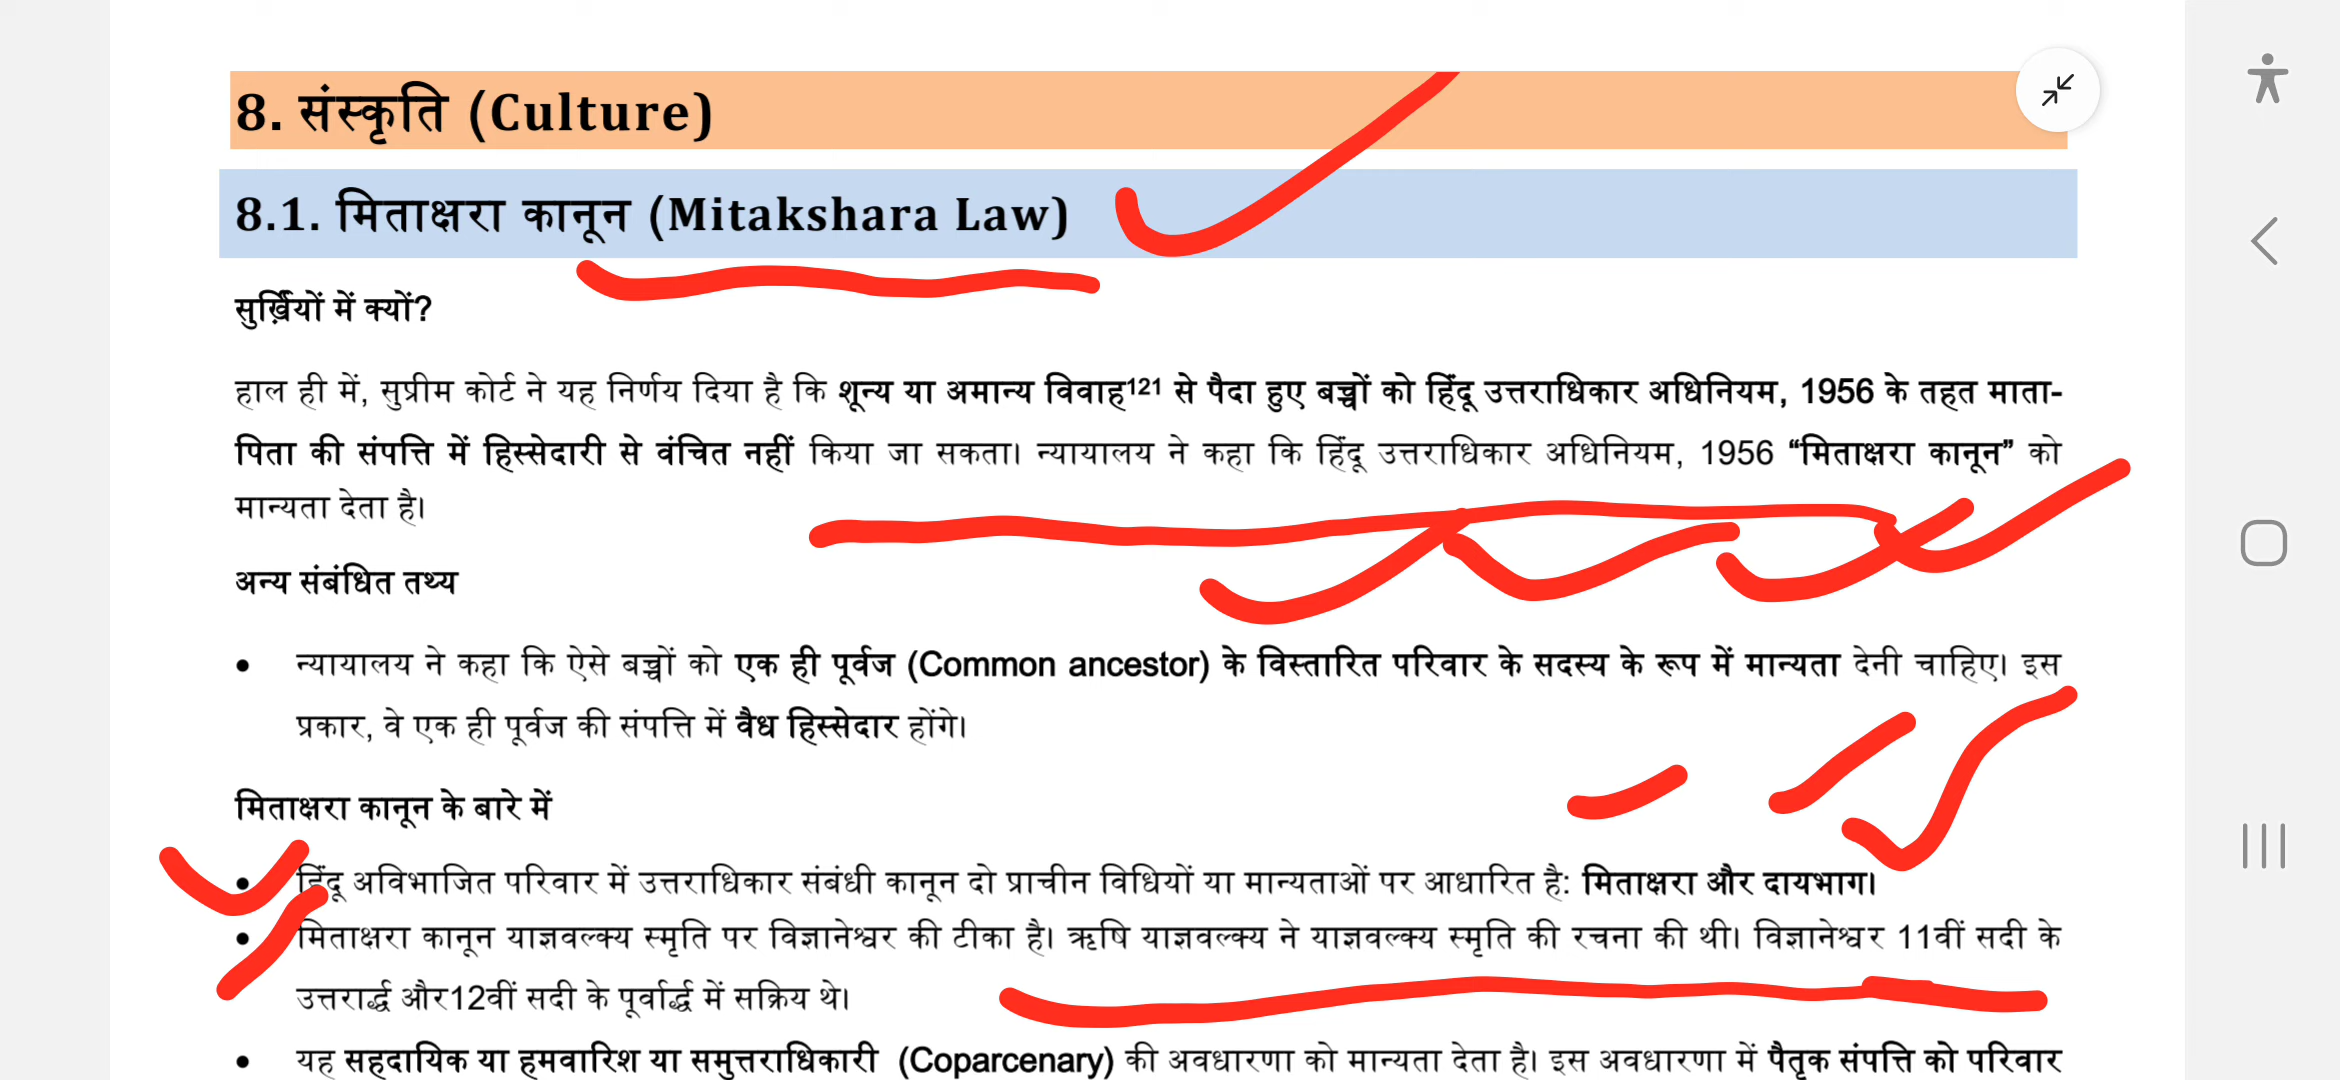 8. संस्कृति (Culture)
8.1. मिताक्षरा कानून (Mitakshara Law)
सुर्ख़ियों में क्यों?
हाल ही में, सुप्रीम कोर्ट ने यह निर्णय दिया है कि शून्य या अमान्य विवाह¹²¹ से पैदा हुए बच्चों को हिंदू उत्तराधिकार अधिनियम, 1956 के तहत माता-
पिता की संपत्ति में हिस्सेदारी से वंचित नहीं किया जा सकता। न्यायालय ने कहा कि हिंदू उत्तराधिकार अधिनियम, 1956 “मिताक्षरा कानून” को
मान्यता देता है।
अन्य संबंधित तथ्य
• न्यायालय ने कहा कि ऐसे बच्चों को एक ही पूर्वज (Common ancestor) के विस्तारित परिवार के सदस्य के रूप में मान्यता देनी चाहिए। इस
प्रकार, वे एक ही पूर्वज की संपत्ति में वैध हिस्सेदार होंगे।
मिताक्षरा कानून के बारे में
• हिंदू अविभाजित परिवार में उत्तराधिकार संबंधी कानून दो प्राचीन विधियों या मान्यताओं पर आधारित है: मिताक्षरा और दायभाग।
• मिताक्षरा कानून याज्ञवल्क्य स्मृति पर विज्ञानेश्वर की टीका है। ऋषि याज्ञवल्क्य ने याज्ञवल्क्य स्मृति की रचना की थी। विज्ञानेश्वर 11वीं सदी के
उत्तरार्द्ध और12वीं सदी के पूर्वार्द्ध में सक्रिय थे।
• यह सहदायिक या हमवारिश या समुत्तराधिकारी (Coparcenary) की अवधारणा को मान्यता देता है। इस अवधारणा में पैतृक संपत्ति को परिवार